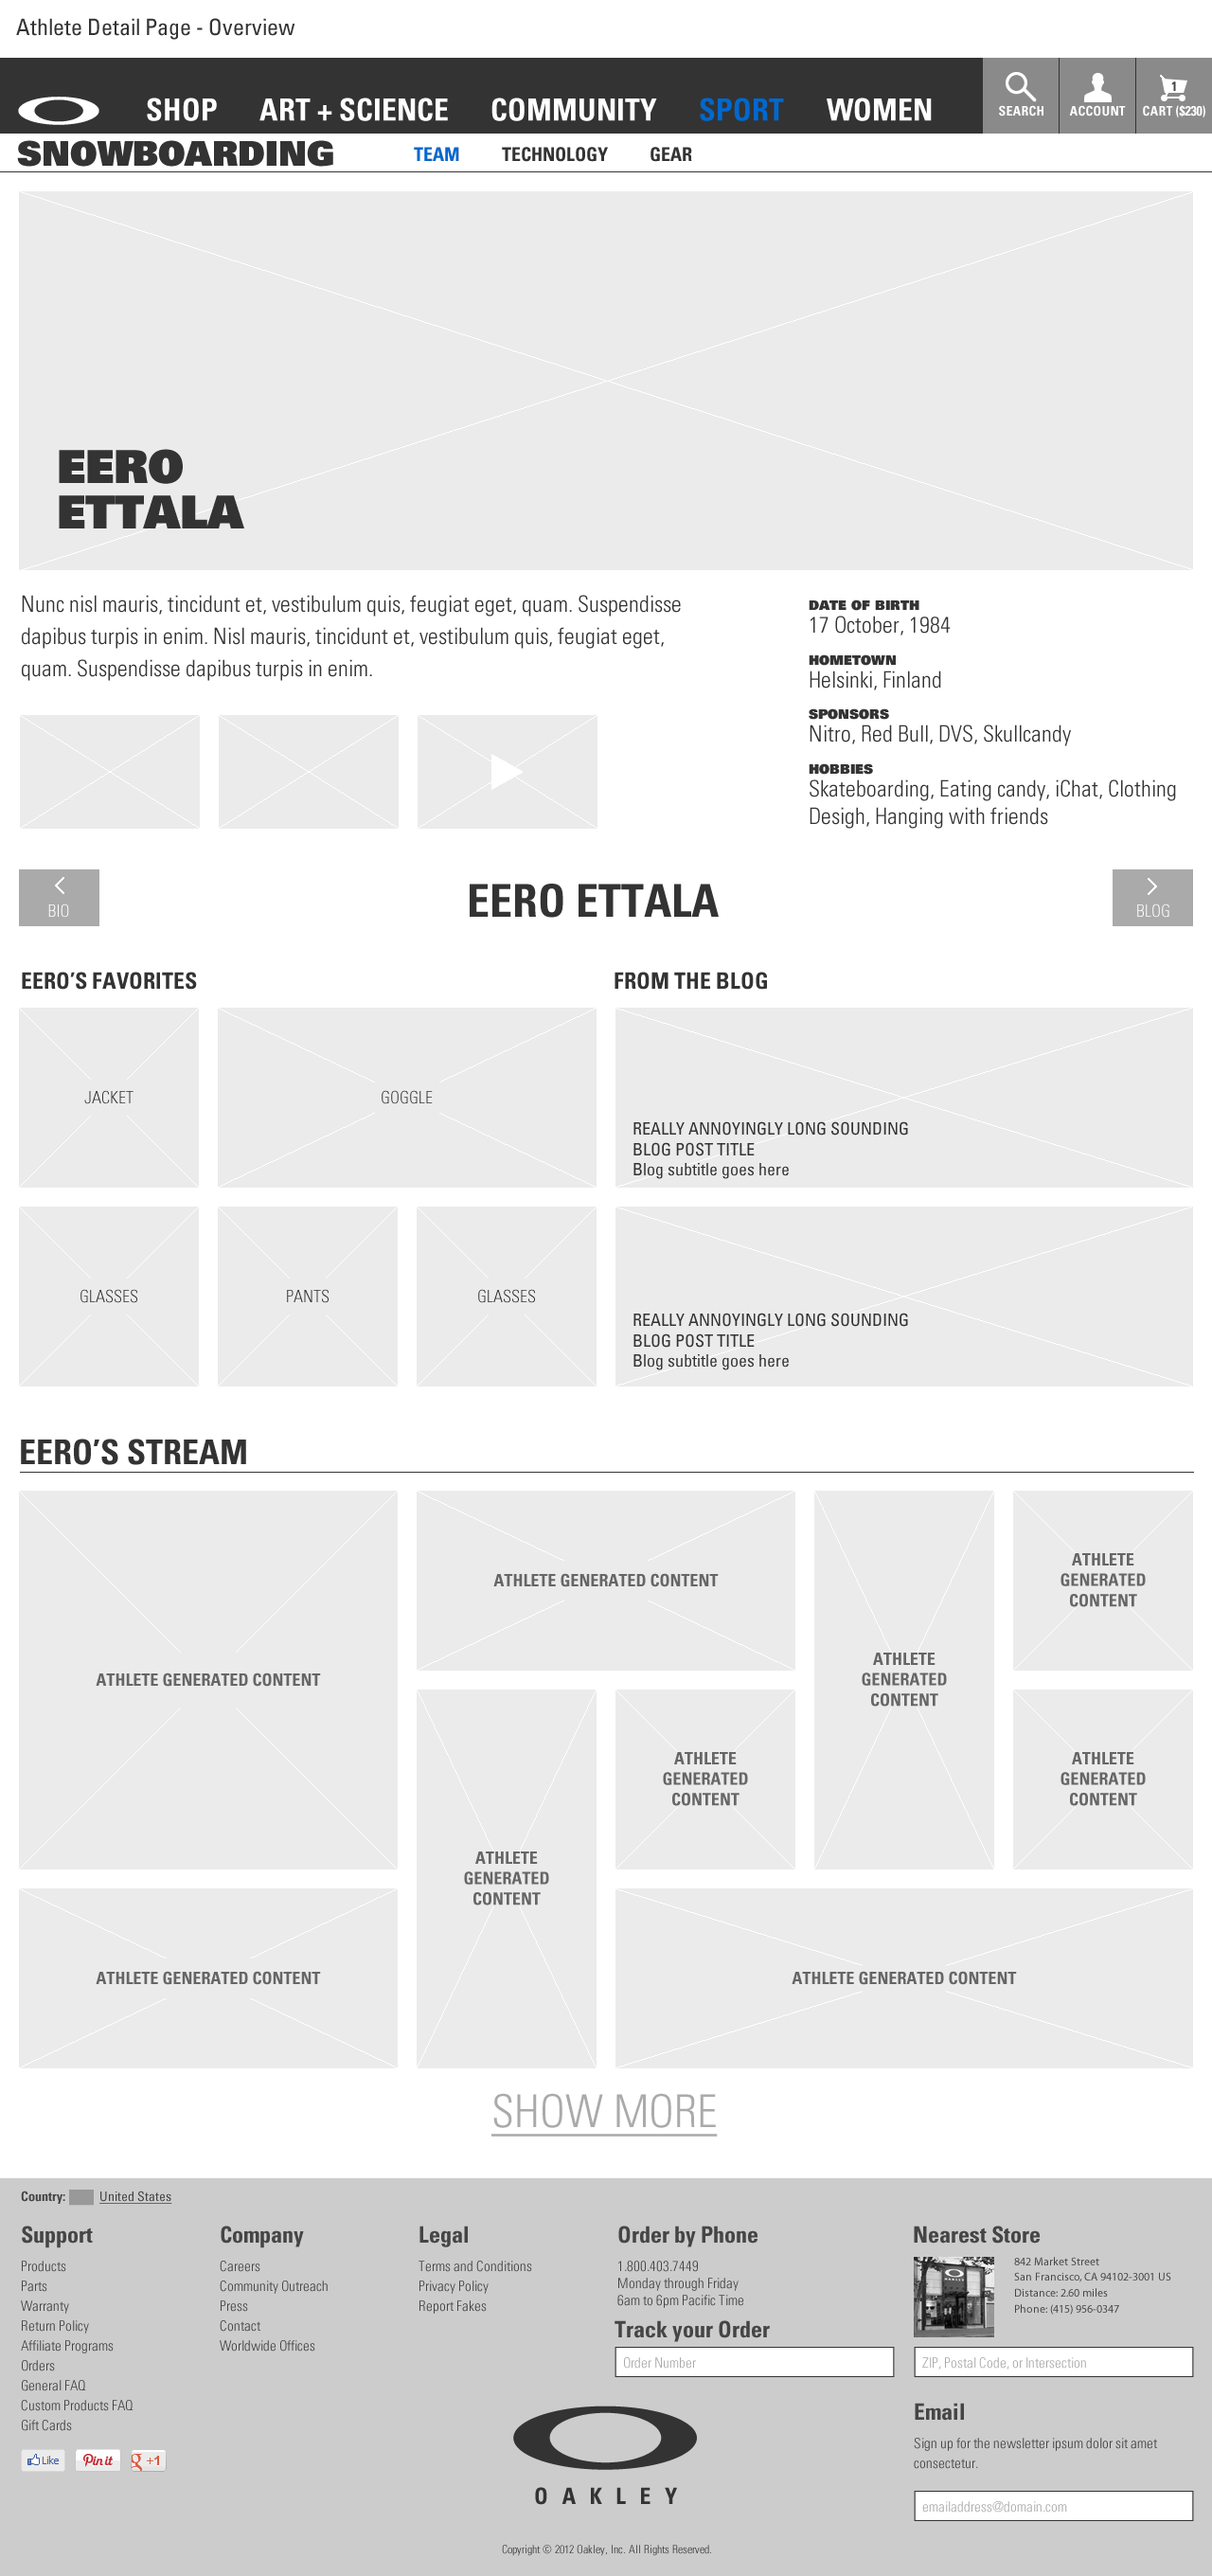 Athlete Detail Page - Overview
SHOP ART + SCIENCE COMMUNITY SPORT WOMEN
SEARCH ACCOUNT 1 CART ($230)
SNOWBOARDING TEAM TECHNOLOGY GEAR
EERO
ETTALA
Nunc nisl mauris, tincidunt et, vestibulum quis, feugiat eget, quam. Suspendisse
dapibus turpis in enim. Nisl mauris, tincidunt et, vestibulum quis, feugiat eget,
quam. Suspendisse dapibus turpis in enim.
DATE OF BIRTH
17 October, 1984
HOMETOWN
Helsinki, Finland
SPONSORS
Nitro, Red Bull, DVS, Skullcandy
HOBBIES
Skateboarding, Eating candy, iChat, Clothing
Desigh, Hanging with friends
BIO
EERO ETTALA
BLOG
EERO'S FAVORITES
JACKET
GOGGLE
GLASSES
PANTS
GLASSES
FROM THE BLOG
REALLY ANNOYINGLY LONG SOUNDING
BLOG POST TITLE
Blog subtitle goes here
REALLY ANNOYINGLY LONG SOUNDING
BLOG POST TITLE
Blog subtitle goes here
EERO'S STREAM
ATHLETE GENERATED CONTENT
ATHLETE GENERATED CONTENT
ATHLETE
GENERATED
CONTENT
ATHLETE
GENERATED
CONTENT
ATHLETE
GENERATED
CONTENT
ATHLETE
GENERATED
CONTENT
ATHLETE
GENERATED
CONTENT
ATHLETE GENERATED CONTENT
ATHLETE GENERATED CONTENT
SHOW MORE
Country: United States
Support
Products
Parts
Warranty
Return Policy
Affiliate Programs
Orders
General FAQ
Custom Products FAQ
Gift Cards
Like
Pin it
g +1
Company
Careers
Community Outreach
Press
Contact
Worldwide Offices
Legal
Terms and Conditions
Privacy Policy
Report Fakes
Order by Phone
1.800.403.7449
Monday through Friday
6am to 6pm Pacific Time
Track your Order
Order Number
Nearest Store
842 Market Street
San Francisco, CA 94102-3001 US
Distance: 2.60 miles
Phone: (415) 956-0347
ZIP, Postal Code, or Intersection
Email
Sign up for the newsletter ipsum dolor sit amet
consectetur.
emailaddress@domain.com
OAKLEY
Copyright © 2012 Oakley, Inc. All Rights Reserved.